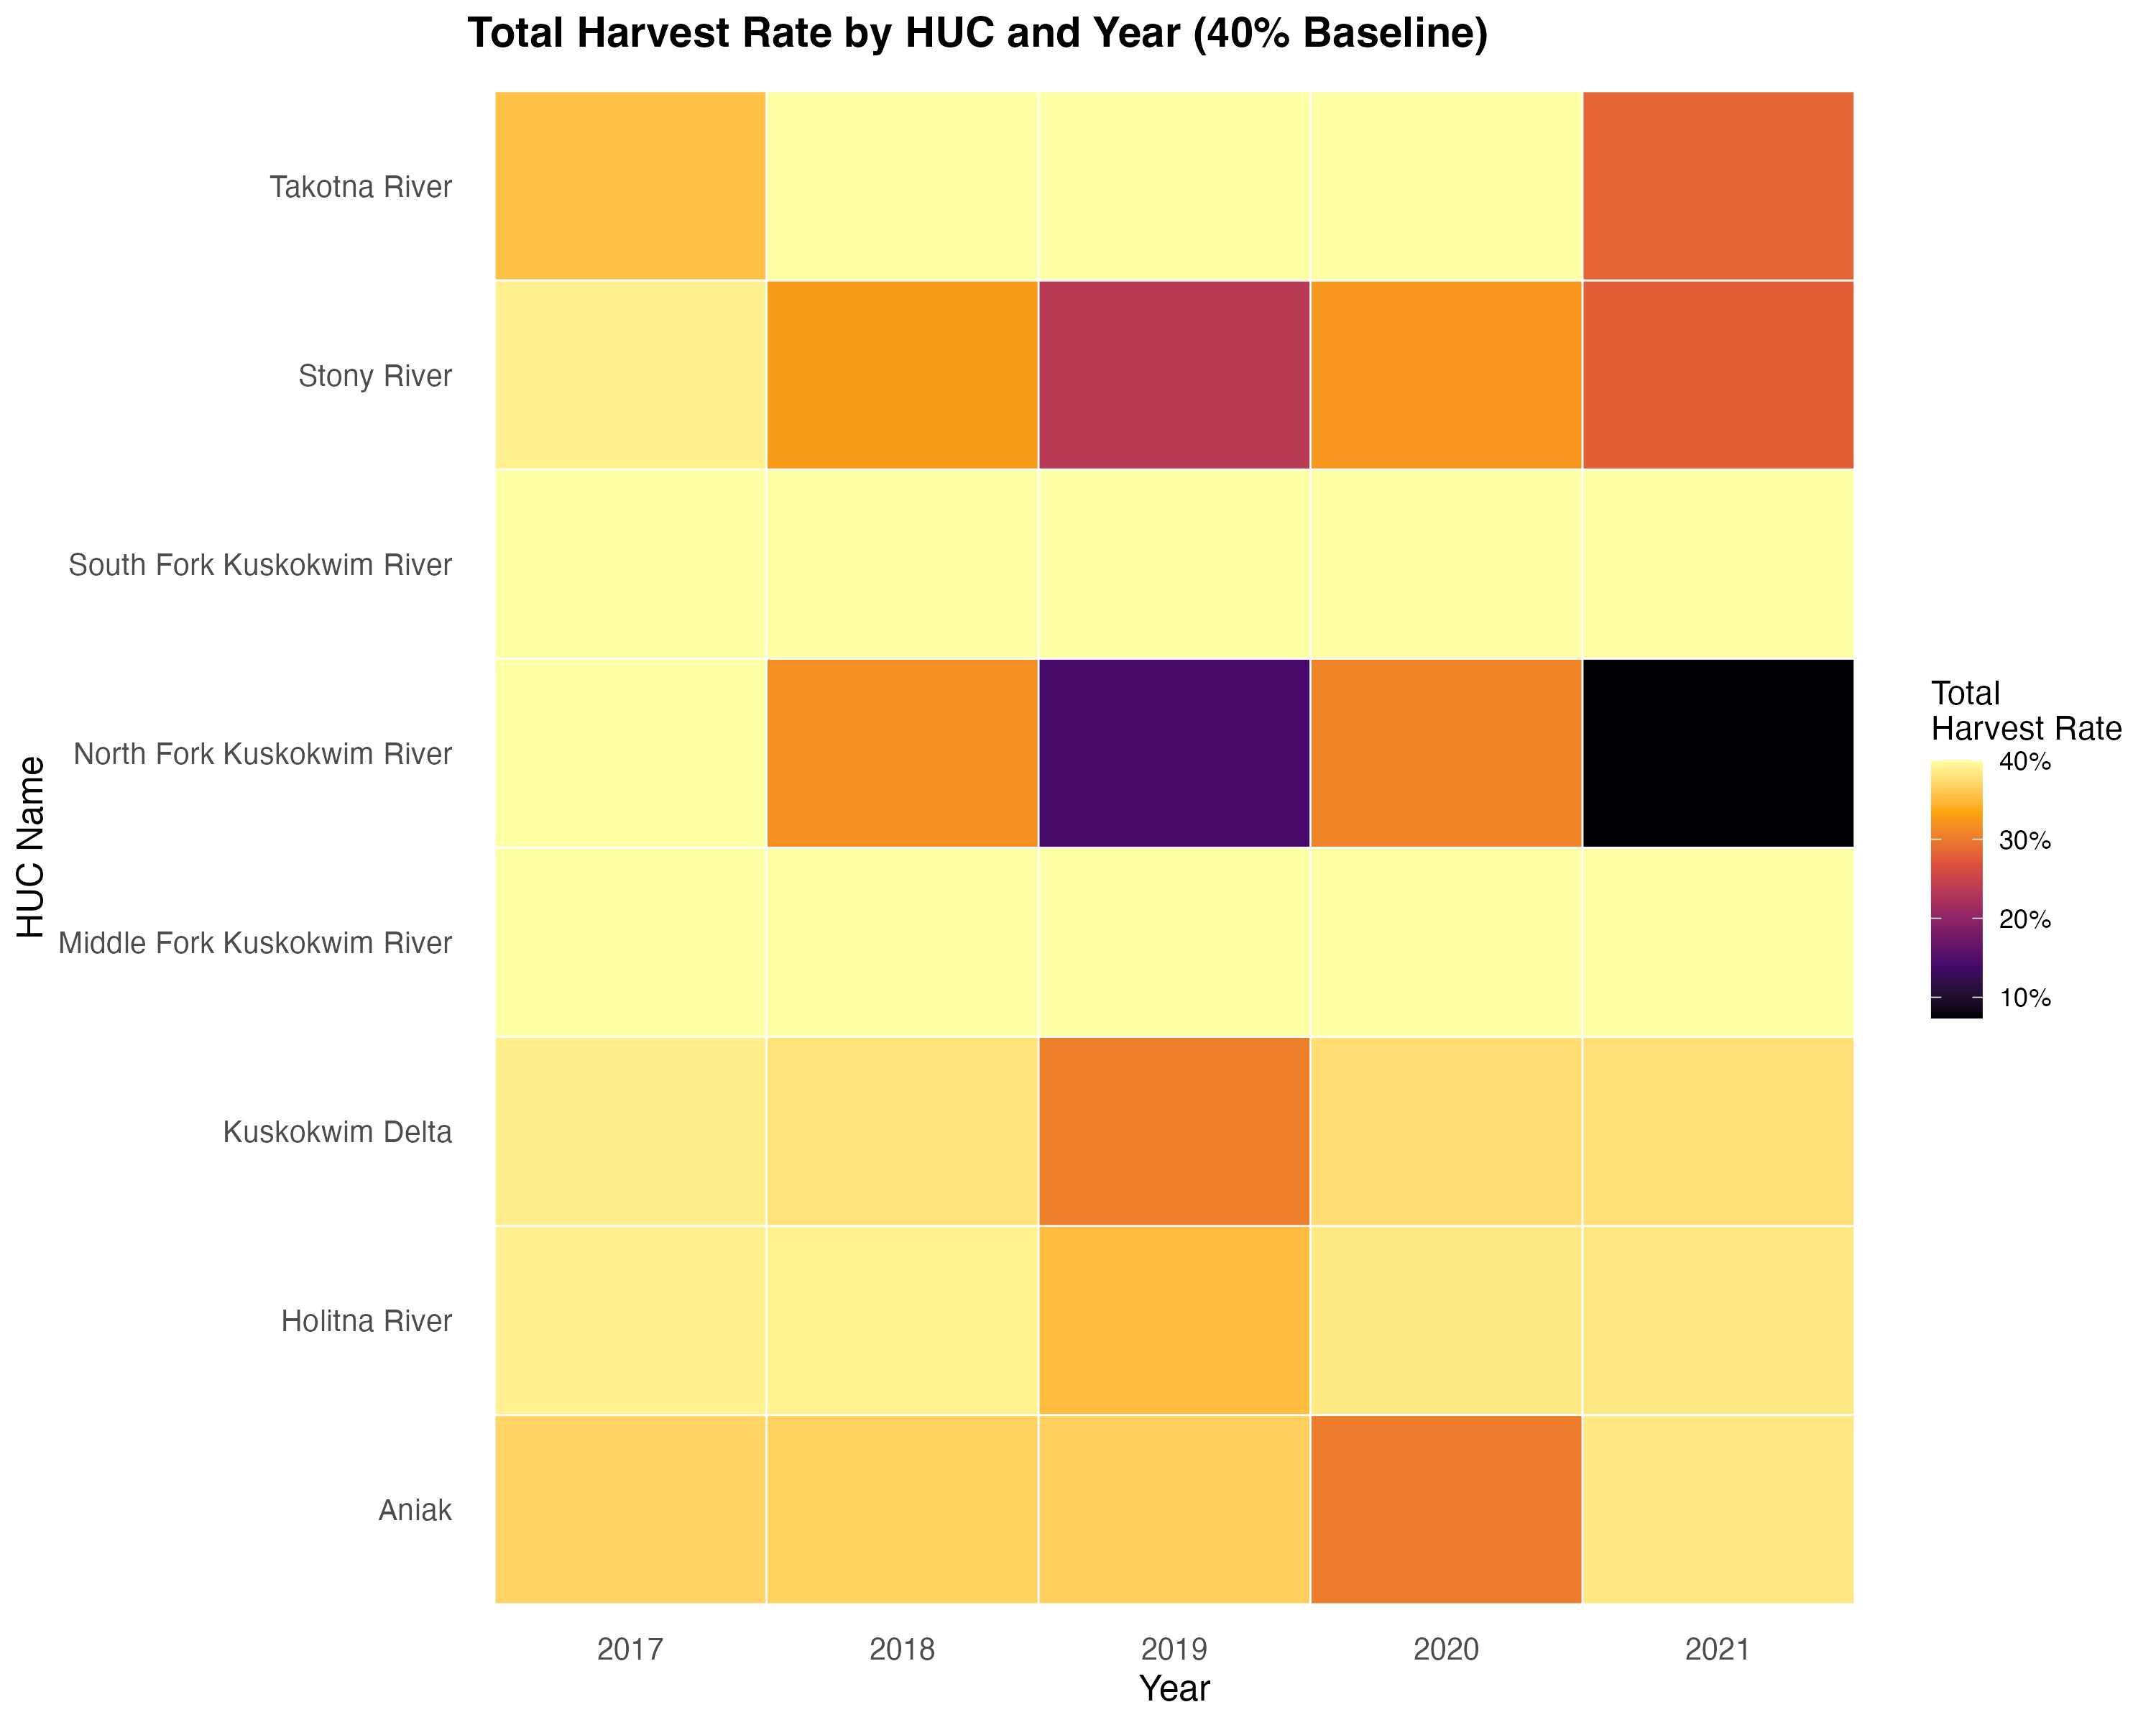 Total Harvest Rate by HUC and Year (40% Baseline)
HUC Name
Takotna River
Stony River
South Fork Kuskokwim River
North Fork Kuskokwim River
Middle Fork Kuskokwim River
Kuskokwim Delta
Holitna River
Aniak
2017
2018
2019
2020
2021
Year
Total
Harvest Rate
40%
30%
20%
10%